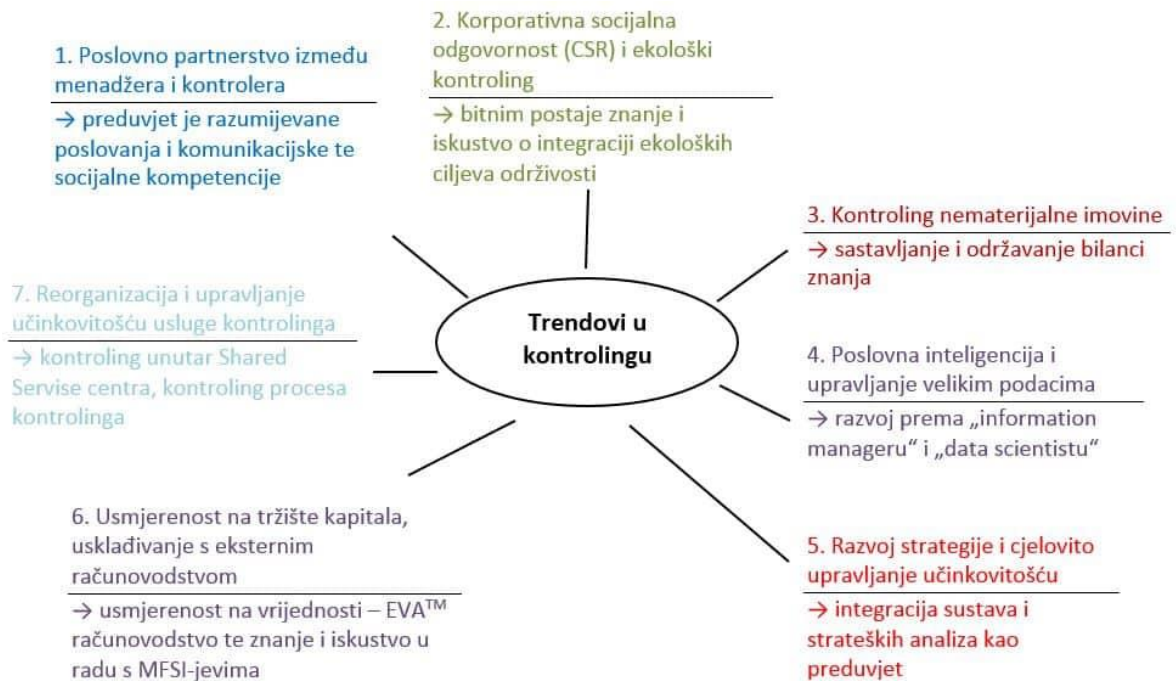 1. Poslovno partnerstvo između
menadžera i kontrolera
→ preduvjet je razumijevane
poslovanja i komunikacijske te
socijalne kompetencije
2. Korporativna socijalna
odgovornost (CSR) i ekološki
kontroling
→ bitnim postaje znanje i
iskustvo o integraciji ekoloških
ciljeva održivosti
3. Kontroling nematerijalne imovine
→ sastavljanje i održavanje bilanci
znanja
Trendovi u
kontrolingu
4. Poslovna inteligencija i
upravljanje velikim podacima
→ razvoj prema „information
manageru“ i „data scientistu“
5. Razvoj strategije i cjelovito
upravljanje učinkovitošću
→ integracija sustava i
strateških analiza kao
preduvjet
6. Usmjerenost na tržište kapitala,
usklađivanje s eksternim
računovodstvom
→ usmjerenost na vrijednosti – EVA™
računovodstvo te znanje i iskustvo u
radu s MFSI-jevima
7. Reorganizacija i upravljanje
učinkovitošću usluge kontrolinga
→ kontroling unutar Shared
Servise centra, kontroling procesa
kontrolinga